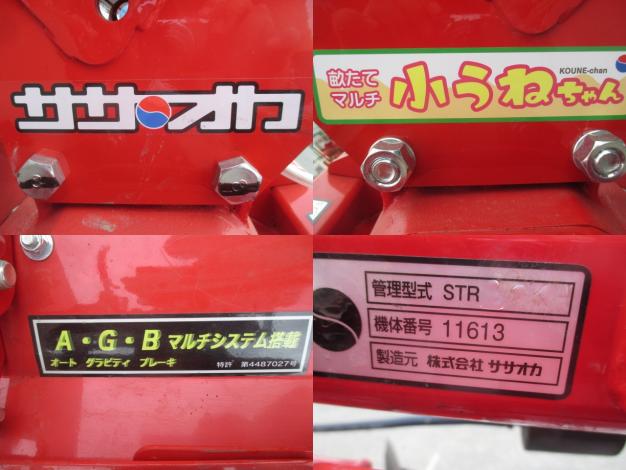 ササオカ
KOUNE-chan
畝たて
マルチ
小うねちゃん
A・G・B マルチシステム搭載
オート グラビティ ブレーキ 特許 第4487027号
管理型式 STR
機体番号 11613
製造元 株式会社 ササオカ